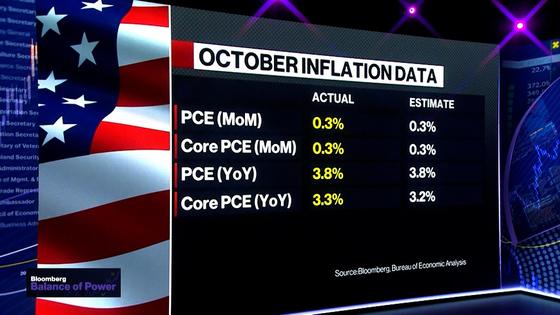 OCTOBER INFLATION DATA
ACTUAL ESTIMATE
PCE (MoM) 0.3% 0.3%
Core PCE (MoM) 0.3% 0.3%
PCE (YoY) 3.8% 3.8%
Core PCE (YoY) 3.3% 3.2%
Source:Bloomberg, Bureau of Economic Analysis
Bloomberg
Balance of Power
22.7%